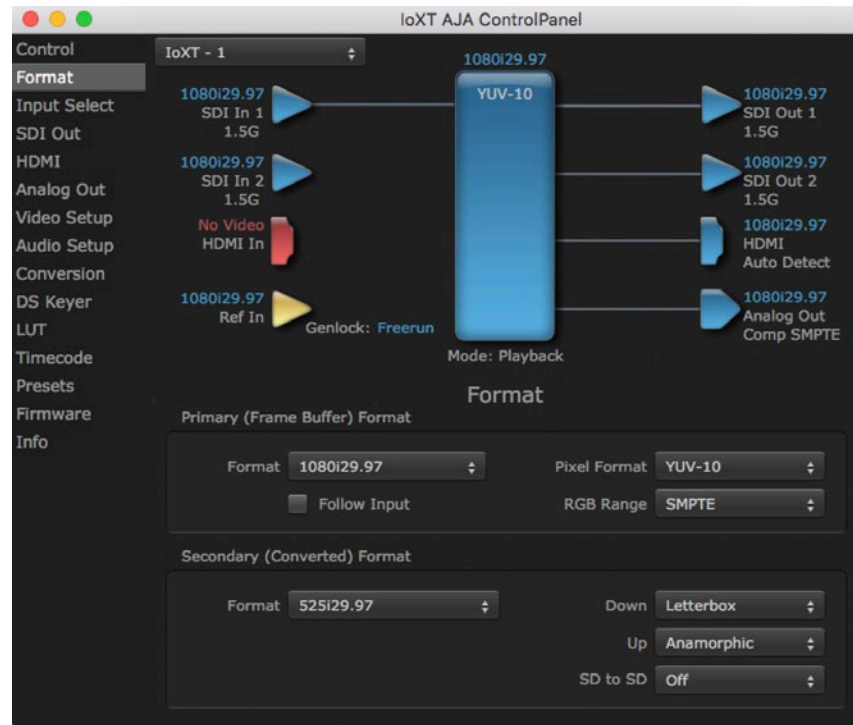 IoXT AJA ControlPanel
Control
Format
Input Select
SDI Out
HDMI
Analog Out
Video Setup
Audio Setup
Conversion
DS Keyer
LUT
Timecode
Presets
Firmware
Info
IoXT - 1
1080i29.97
YUV-10
1080i29.97
SDI In 1
1.5G
1080i29.97
SDI In 2
1.5G
No Video
HDMI In
1080i29.97
Ref In
Genlock: Freerun
Mode: Playback
1080i29.97
SDI Out 1
1.5G
1080i29.97
SDI Out 2
1.5G
1080i29.97
HDMI
Auto Detect
1080i29.97
Analog Out
Comp SMPTE
Format
Primary (Frame Buffer) Format
Format 1080i29.97 Pixel Format YUV-10
Follow Input RGB Range SMPTE
Secondary (Converted) Format
Format 525i29.97 Down Letterbox
Up Anamorphic
SD to SD Off